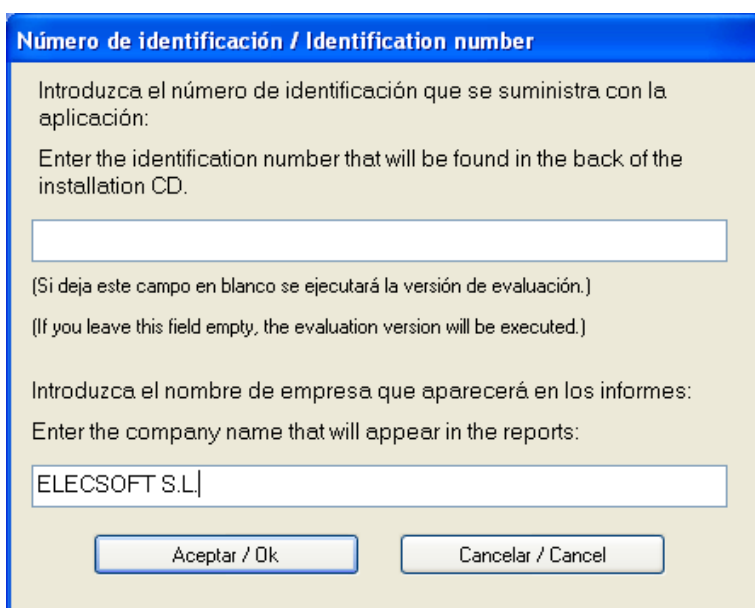 Número de identificación / Identification number
Introduzca el número de identificación que se suministra con la
aplicación:
Enter the identification number that will be found in the back of the
installation CD.
(Si deja este campo en blanco se ejecutará la versión de evaluación.)
(If you leave this field empty, the evaluation version will be executed.)
Introduzca el nombre de empresa que aparecerá en los informes:
Enter the company name that will appear in the reports:
ELECSOFT S.L.
Aceptar / Ok
Cancelar / Cancel